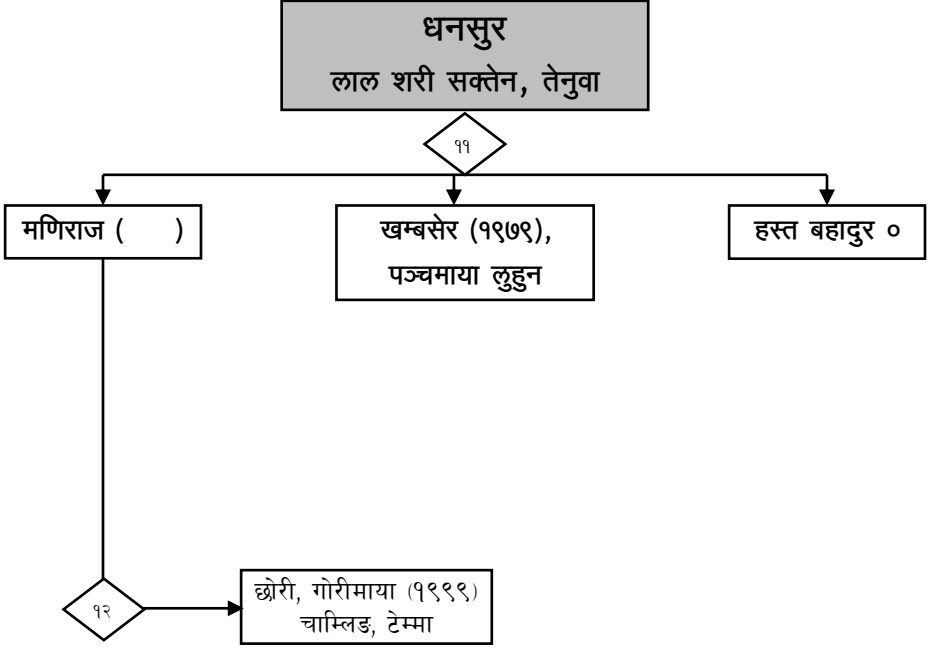 धनसुर
लाल शरी सक्तेन, तेनुवा
११
मणिराज (    )
खम्बसेर (१९७९),
पञ्चमाया लुहुन
हस्त बहादुर ०
१२
छोरी, गोरीमाया (१९९९)
चाम्लिङ, टेम्मा